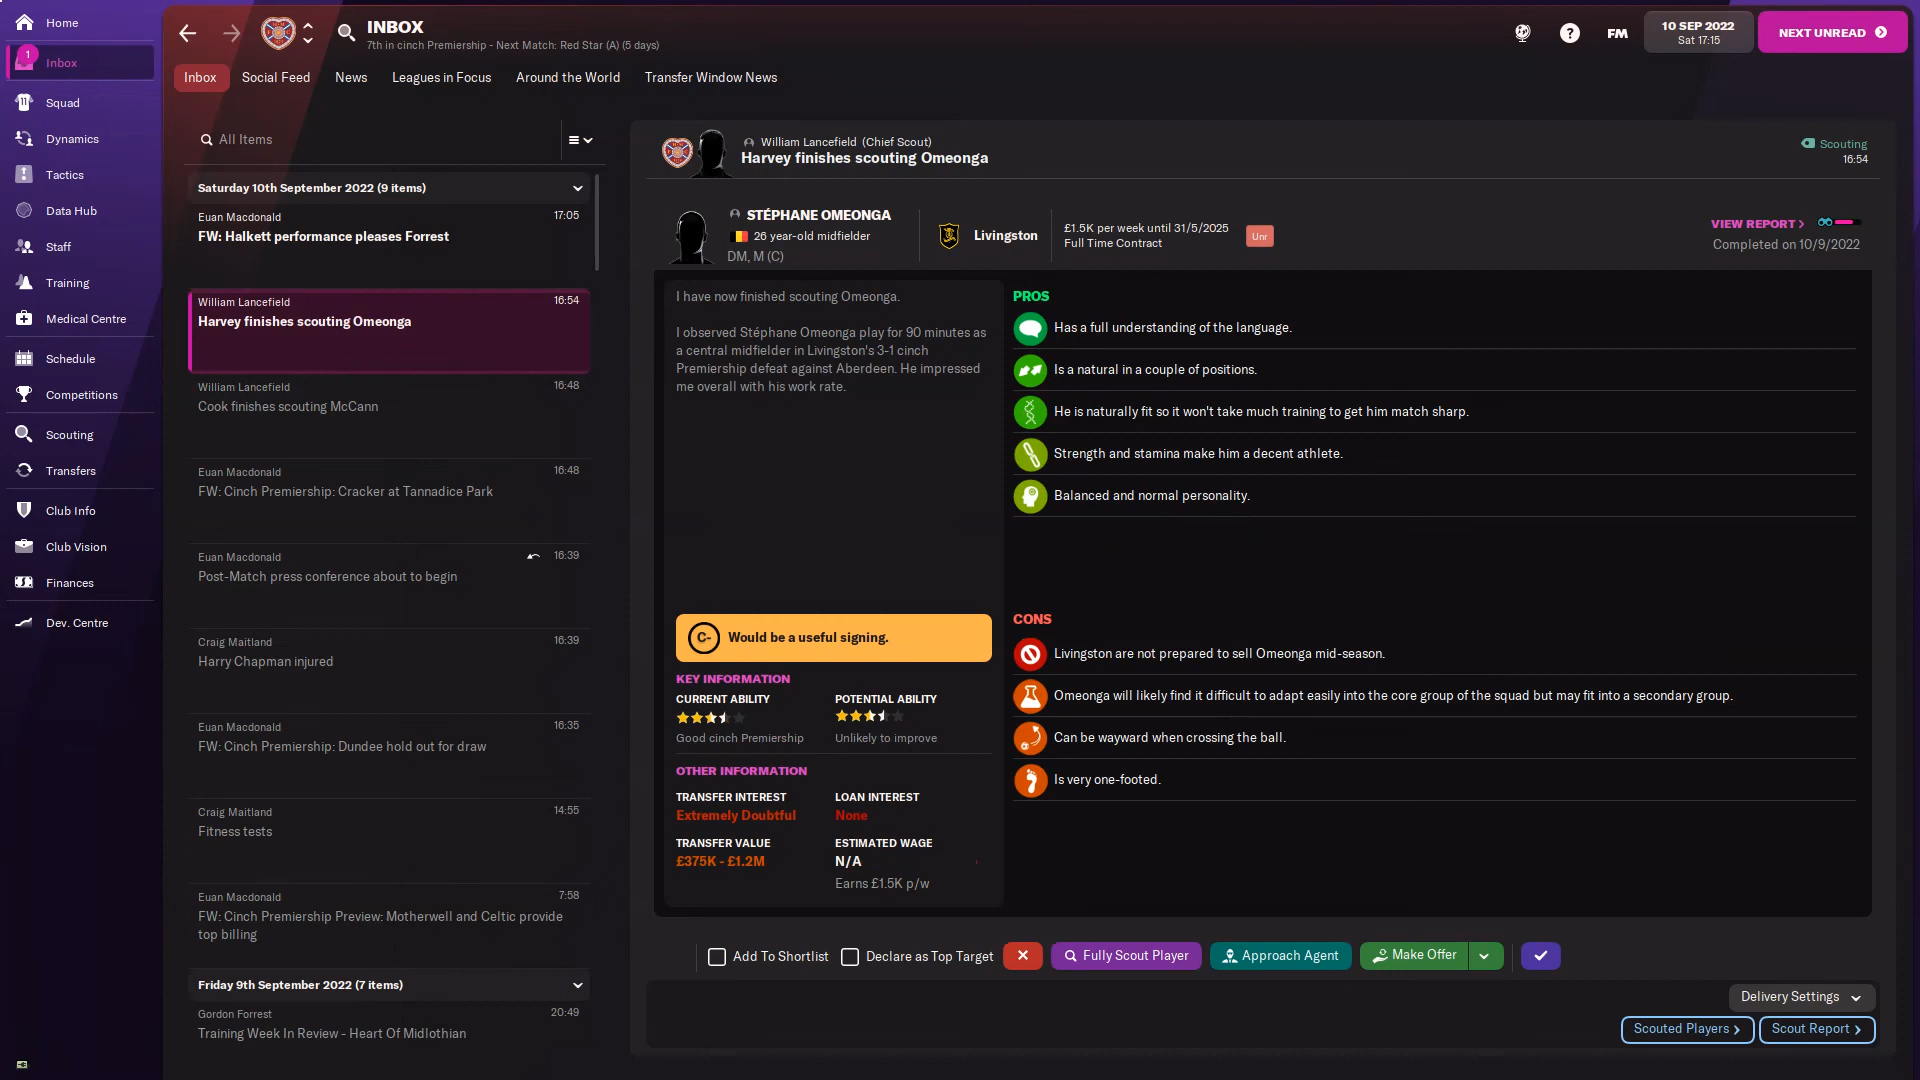 Home
1
Inbox
Squad
Dynamics
Tactics
Data Hub
Staff
Training
Medical Centre
Schedule
Competitions
Scouting
Transfers
Club Info
Club Vision
Finances
Dev. Centre
INBOX
7th in cinch Premiership - Next Match: Red Star (A) (5 days)
?
FM
10 SEP 2022
Sat 17:15
NEXT UNREAD
Inbox
Social Feed
News
Leagues in Focus
Around the World
Transfer Window News
All Items
Saturday 10th September 2022 (9 items)
Euan Macdonald 17:05
FW: Halkett performance pleases Forrest
William Lancefield 16:54
Harvey finishes scouting Omeonga
William Lancefield 16:48
Cook finishes scouting McCann
Euan Macdonald 16:48
FW: Cinch Premiership: Cracker at Tannadice Park
Euan Macdonald 16:39
Post-Match press conference about to begin
Craig Maitland 16:39
Harry Chapman injured
Euan Macdonald 16:35
FW: Cinch Premiership: Dundee hold out for draw
Craig Maitland 14:55
Fitness tests
Euan Macdonald 7:58
FW: Cinch Premiership Preview: Motherwell and Celtic provide
top billing
Friday 9th September 2022 (7 items)
Gordon Forrest 20:49
Training Week In Review - Heart Of Midlothian
William Lancefield (Chief Scout)
Harvey finishes scouting Omeonga
Scouting
16:54
STÉPHANE OMEONGA
26 year-old midfielder
DM, M (C)
Livingston
£1.5K per week until 31/5/2025
Full Time Contract
Unr
VIEW REPORT >
Completed on 10/9/2022
I have now finished scouting Omeonga.
I observed Stéphane Omeonga play for 90 minutes as
a central midfielder in Livingston's 3-1 cinch
Premiership defeat against Aberdeen. He impressed
me overall with his work rate.
C- Would be a useful signing.
KEY INFORMATION
CURRENT ABILITY POTENTIAL ABILITY
Good cinch Premiership Unlikely to improve
OTHER INFORMATION
TRANSFER INTEREST LOAN INTEREST
Extremely Doubtful None
TRANSFER VALUE ESTIMATED WAGE
£375K - £1.2M N/A
Earns £1.5K p/w
PROS
Has a full understanding of the language.
Is a natural in a couple of positions.
He is naturally fit so it won't take much training to get him match sharp.
Strength and stamina make him a decent athlete.
Balanced and normal personality.
CONS
Livingston are not prepared to sell Omeonga mid-season.
Omeonga will likely find it difficult to adapt easily into the core group of the squad but may fit into a secondary group.
Can be wayward when crossing the ball.
Is very one-footed.
Add To Shortlist
Declare as Top Target
Fully Scout Player
Approach Agent
Make Offer
Delivery Settings
Scouted Players >
Scout Report >